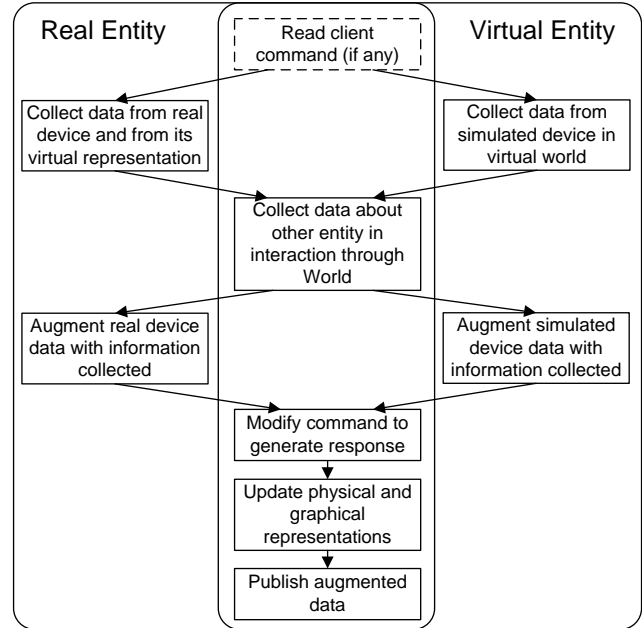 Real Entity
Virtual Entity
Read client
command (if any)
Collect data from real
device and from its
virtual representation
Collect data from
simulated device in
virtual world
Collect data about
other entity in
interaction through
World
Augment real device
data with information
collected
Augment simulated
device data with
information collected
Modify command to
generate response
Update physical and
graphical
representations
Publish augmented
data